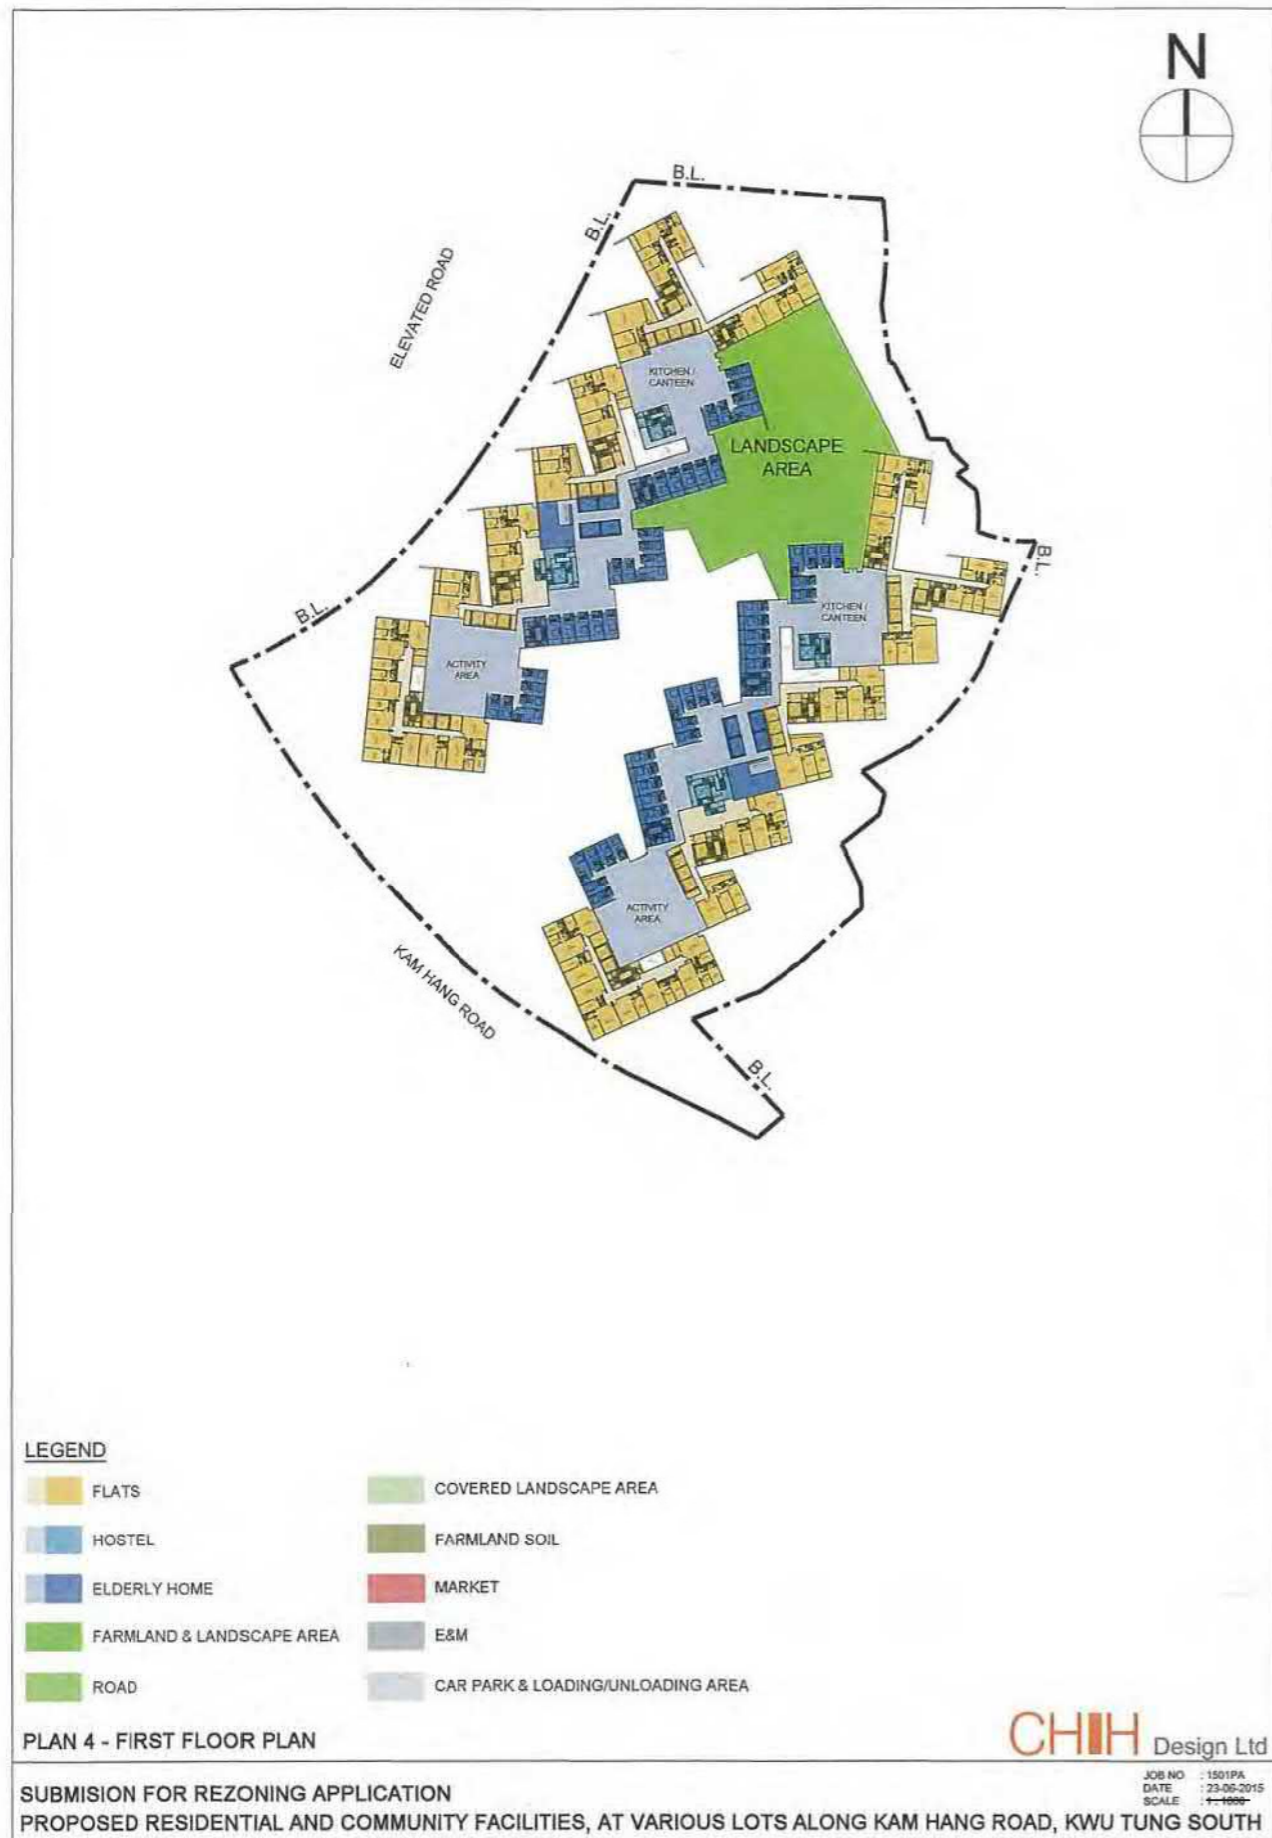 N
B.L.
B.L.
ELEVATED ROAD
KITCHEN /
CANTEEN
LANDSCAPE
AREA
B.L.
B.L.
KITCHEN /
CANTEEN
ACTIVITY
AREA
ACTIVITY
AREA
KAM HANG ROAD
B.L.
LEGEND
FLATS
HOSTEL
ELDERLY HOME
FARMLAND & LANDSCAPE AREA
ROAD
COVERED LANDSCAPE AREA
FARMLAND SOIL
MARKET
E&M
CAR PARK & LOADING/UNLOADING AREA
PLAN 4 - FIRST FLOOR PLAN
CHIH Design Ltd
JOB NO : 1501PA
DATE : 23-06-2015
SCALE : 1:1000
SUBMISION FOR REZONING APPLICATION
PROPOSED RESIDENTIAL AND COMMUNITY FACILITIES, AT VARIOUS LOTS ALONG KAM HANG ROAD, KWU TUNG SOUTH